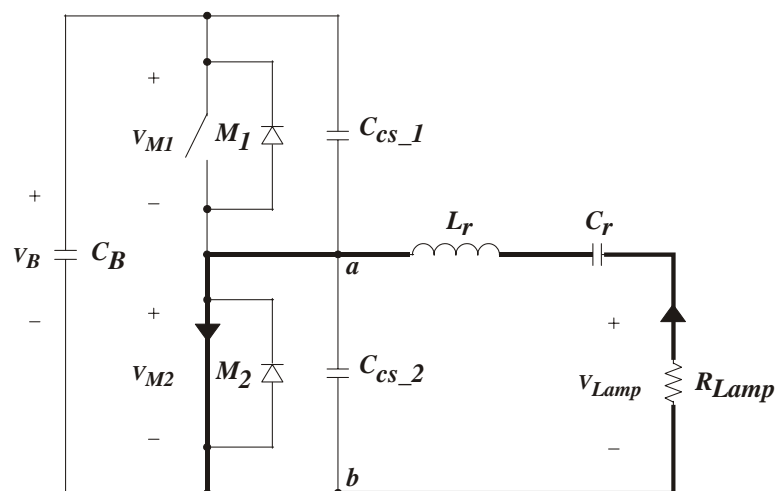 +
V_M1
−
M_1
C_cs_1
+
V_B
−
C_B
a
L_r
C_r
+
V_M2
−
M_2
C_cs_2
+
V_Lamp
−
R_Lamp
b